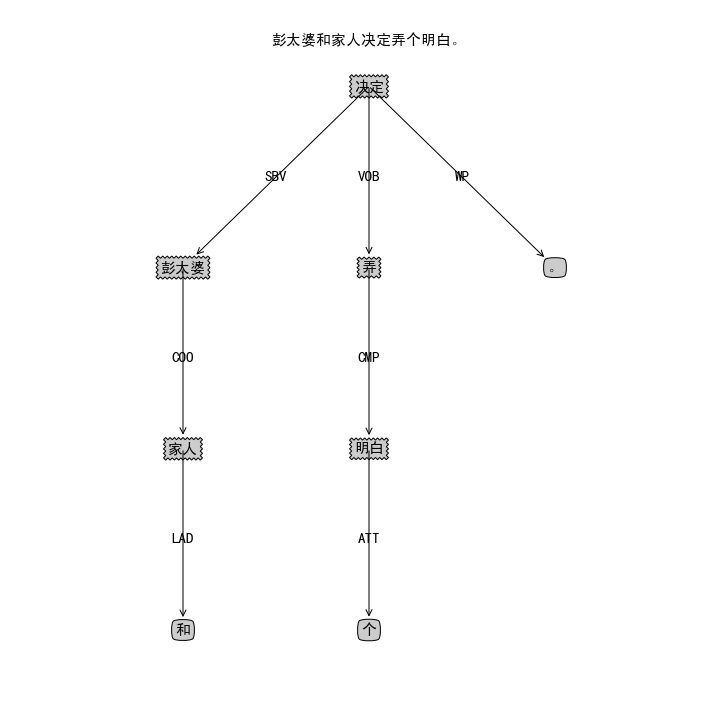 彭太婆和家人决定弄个明白。
决定
SBV VOB WP
彭太婆 弄 。
COO CMP
家人 明白
LAD ATT
和 个